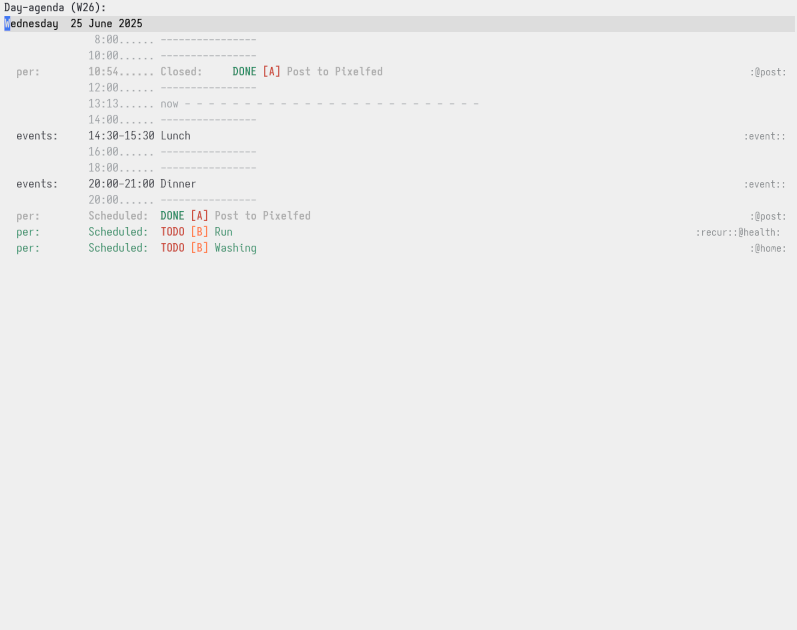 Day-agenda (W26):
Wednesday  25 June 2025
               8:00...... ----------------
              10:00...... ----------------
  per:        10:54...... Closed:     DONE [A] Post to Pixelfed                                                             :@post:
              12:00...... ----------------
              13:13...... now - - - - - - - - - - - - - - - - - - - - - - - - -
              14:00...... ----------------
  events:     14:30-15:30 Lunch                                                                                            :event::
              16:00...... ----------------
              18:00...... ----------------
  events:     20:00-21:00 Dinner                                                                                           :event::
              20:00...... ----------------
  per:        Scheduled:  DONE [A] Post to Pixelfed                                                                         :@post:
  per:        Scheduled:  TODO [B] Run                                                                             :recur::@health:
  per:        Scheduled:  TODO [B] Washing                                                                                  :@home: